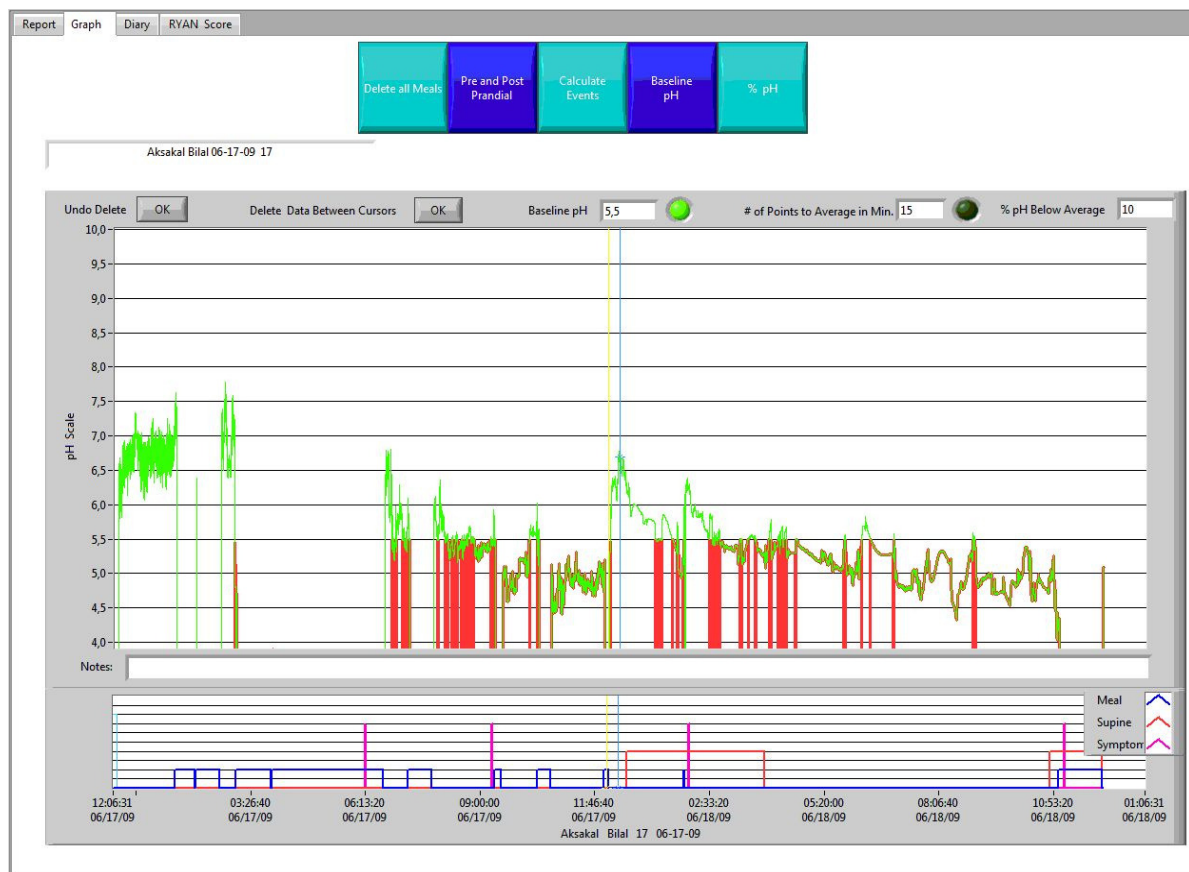 Report Graph Diary RYAN Score
Delete all Meals Pre and Post Prandial Calculate Events Baseline pH % pH
Aksakal Bilal 06-17-09 17
Undo Delete OK Delete Data Between Cursors OK Baseline pH 5,5 # of Points to Average in Min. 15 % pH Below Average 10
10,0
9,5
9,0
8,5
8,0
7,5
7,0
6,5
6,0
5,5
5,0
4,5
4,0
pH Scale
Notes:
Meal
Supine
Symptom
12:06:31 03:26:40 06:13:20 09:00:00 11:46:40 02:33:20 05:20:00 08:06:40 10:53:20 01:06:31
06/17/09 06/17/09 06/17/09 06/17/09 06/17/09 06/18/09 06/18/09 06/18/09 06/18/09 06/18/09
Aksakal Bilal 17 06-17-09